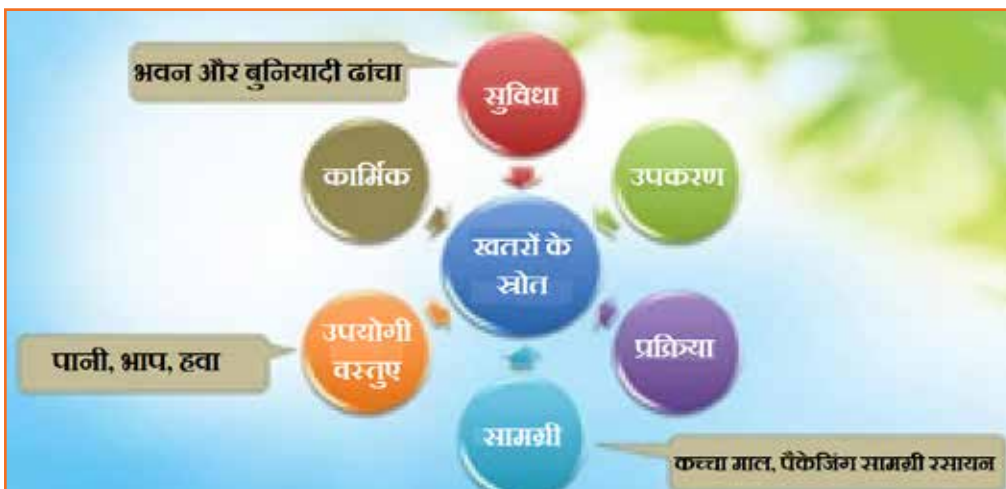 भवन और बुनियादी ढांचा
सुविधा
कार्मिक
उपकरण
खतरों के
स्रोत
उपयोगी
वस्तुए
प्रक्रिया
पानी, भाप, हवा
सामग्री
कच्चा माल, पैकेजिंग सामग्री रसायन